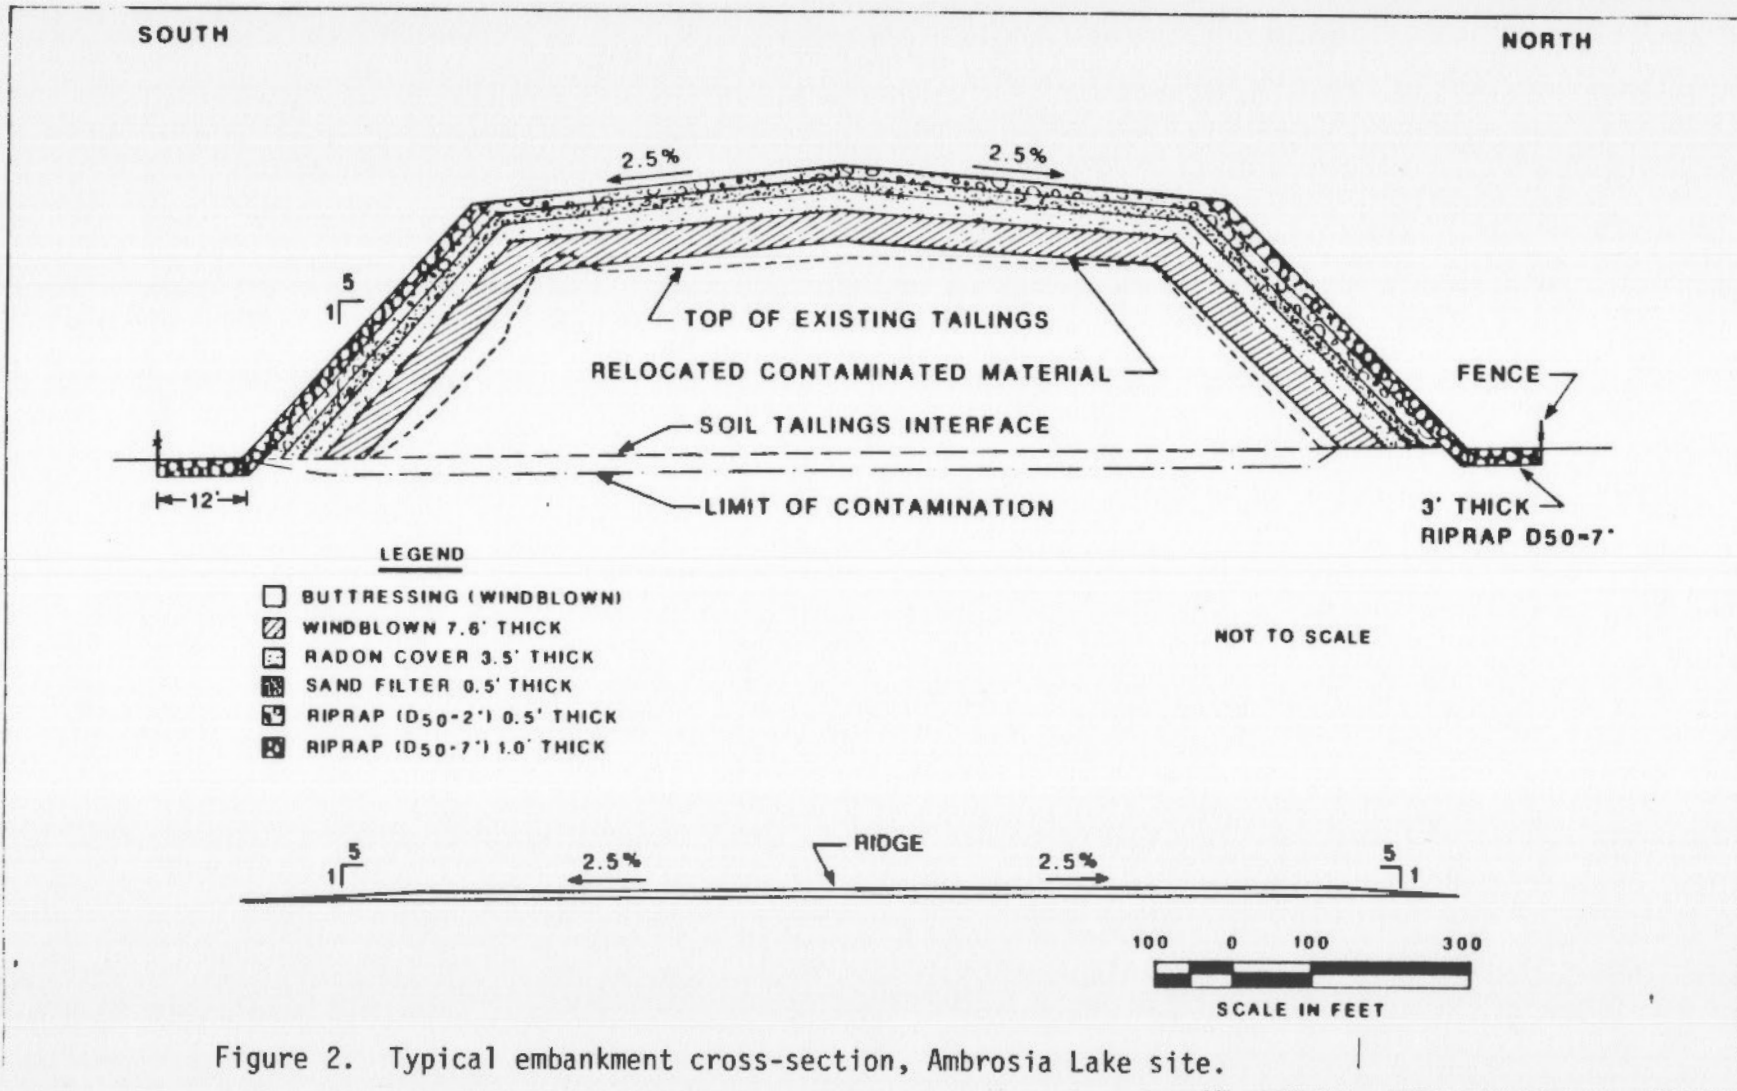 SOUTH
NORTH
2.5%
2.5%
5
1
TOP OF EXISTING TAILINGS
RELOCATED CONTAMINATED MATERIAL
FENCE
SOIL TAILINGS INTERFACE
12'
LIMIT OF CONTAMINATION
3' THICK
RIPRAP D50=7"
LEGEND
BUTTRESSING (WINDBLOWN)
WINDBLOWN 7.6' THICK
RADON COVER 3.5' THICK
SAND FILTER 0.5' THICK
RIPRAP (D50=2") 0.5' THICK
RIPRAP (D50=7") 1.0' THICK
NOT TO SCALE
RIDGE
5
1
2.5%
2.5%
5
1
100 0 100 300
SCALE IN FEET
Figure 2. Typical embankment cross-section, Ambrosia Lake site.